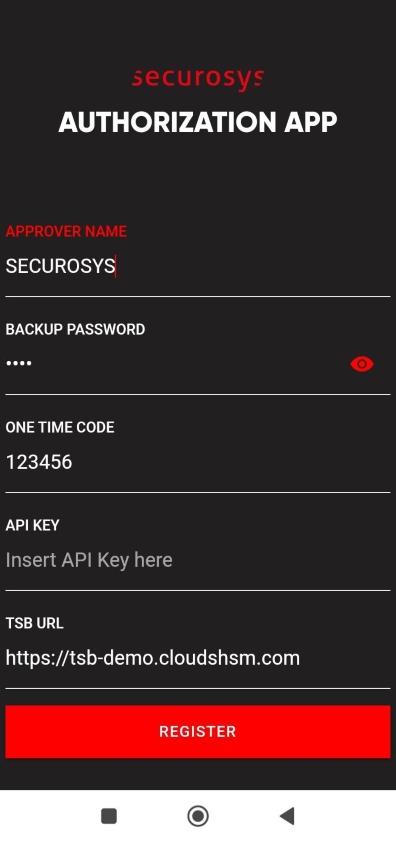 securosys
AUTHORIZATION APP
APPROVER NAME
SECUROSYS
BACKUP PASSWORD
••••
ONE TIME CODE
123456
API KEY
Insert API Key here
TSB URL
https://tsb-demo.cloudshsm.com
REGISTER